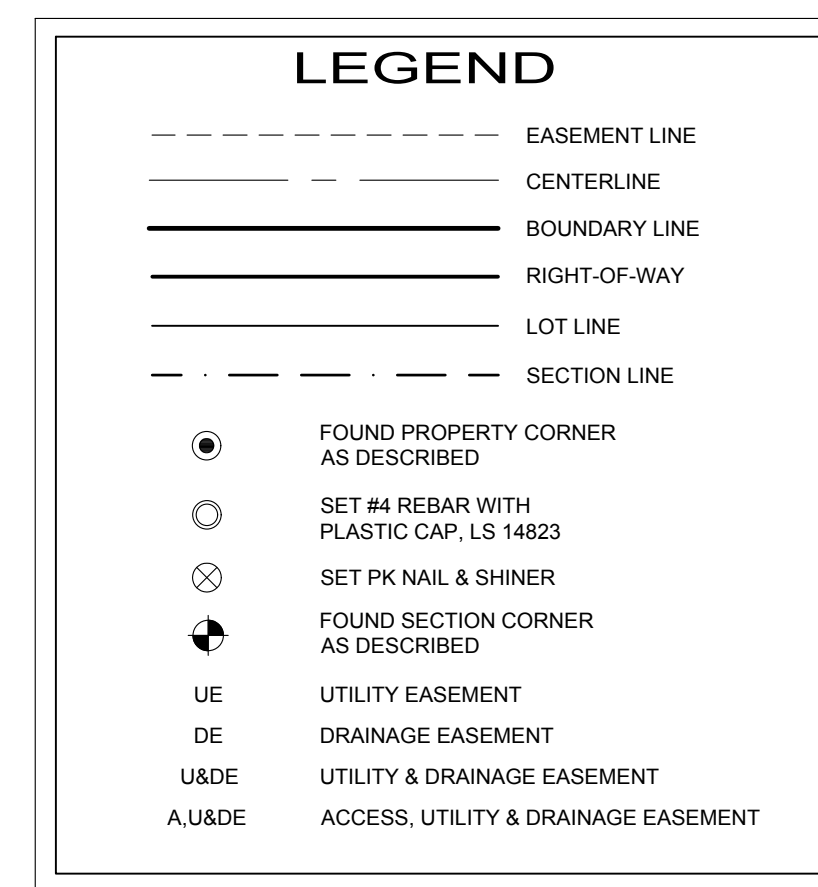 LEGEND
EASEMENT LINE
CENTERLINE
BOUNDARY LINE
RIGHT-OF-WAY
LOT LINE
SECTION LINE
FOUND PROPERTY CORNER
AS DESCRIBED
SET #4 REBAR WITH
PLASTIC CAP, LS 14823
SET PK NAIL & SHINER
FOUND SECTION CORNER
AS DESCRIBED
UE UTILITY EASEMENT
DE DRAINAGE EASEMENT
U&DE UTILITY & DRAINAGE EASEMENT
A,U&DE ACCESS, UTILITY & DRAINAGE EASEMENT